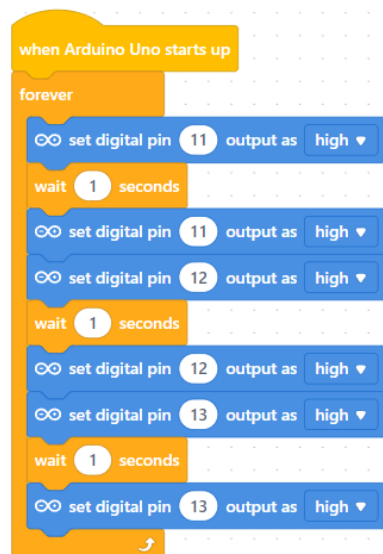 when Arduino Uno starts up
forever
set digital pin 11 output as high
wait 1 seconds
set digital pin 11 output as high
set digital pin 12 output as high
wait 1 seconds
set digital pin 12 output as high
set digital pin 13 output as high
wait 1 seconds
set digital pin 13 output as high